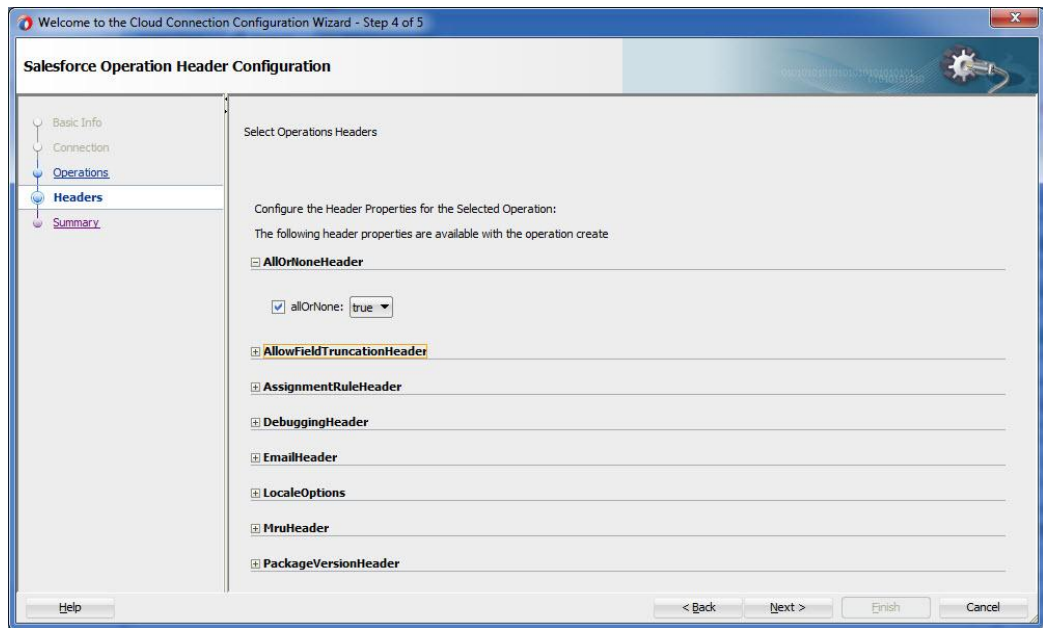 Welcome to the Cloud Connection Configuration Wizard - Step 4 of 5
Salesforce Operation Header Configuration
Basic Info
Connection
Operations
Headers
Summary
Select Operations Headers
Configure the Header Properties for the Selected Operation:
The following header properties are available with the operation create
AllOrNoneHeader
allOrNone: true
AllowFieldTruncationHeader
AssignmentRuleHeader
DebuggingHeader
EmailHeader
LocaleOptions
MruHeader
PackageVersionHeader
Help
< Back Next > Finish Cancel